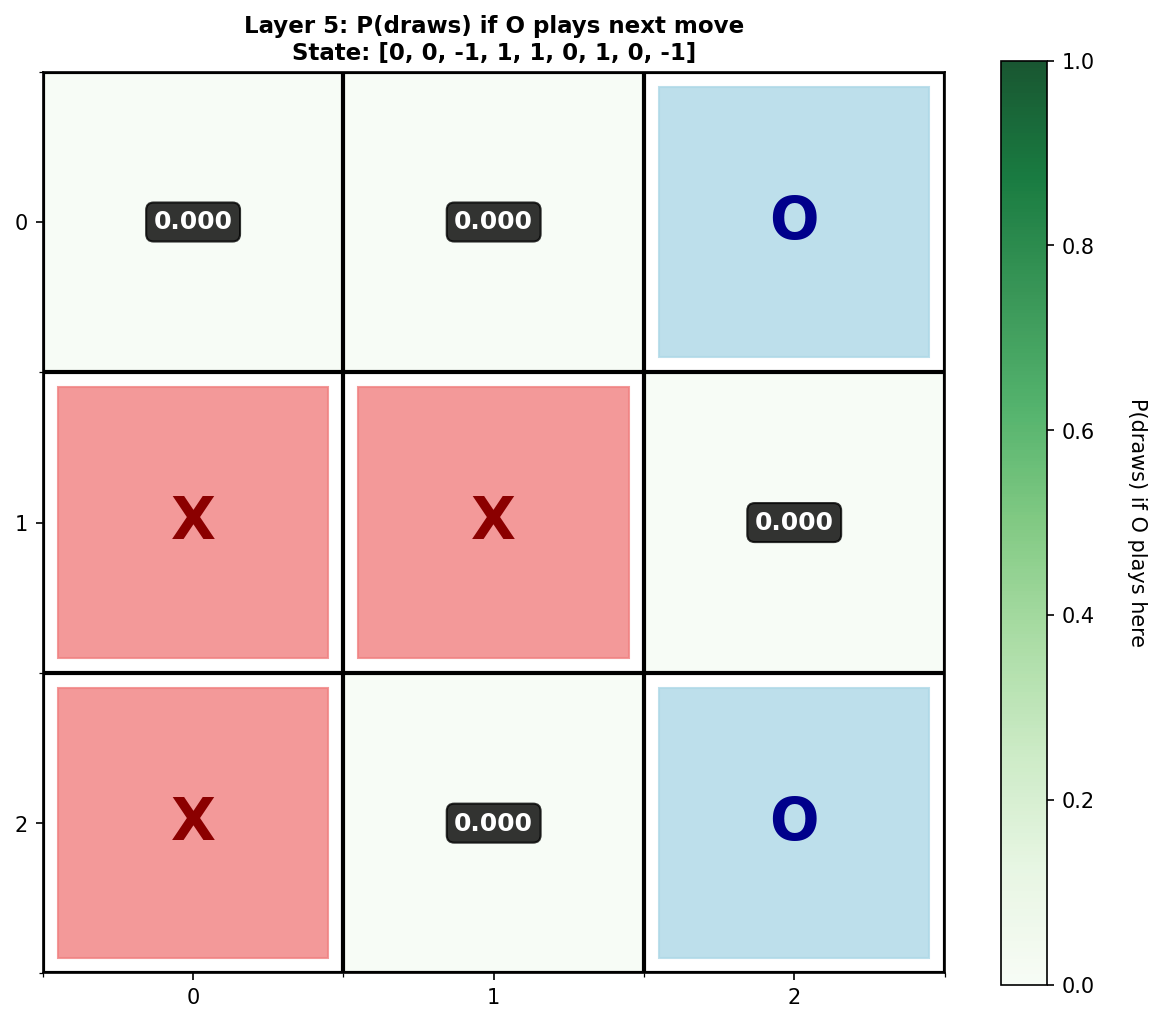 Layer 5: P(draws) if O plays next move
State: [0, 0, -1, 1, 1, 0, 1, 0, -1]
1.0
0.8
0.6
0.4
0.2
0.0
P(draws) if O plays here
0
0.000
0.000
O
1
X
X
0.000
2
X
0.000
O
0
1
2